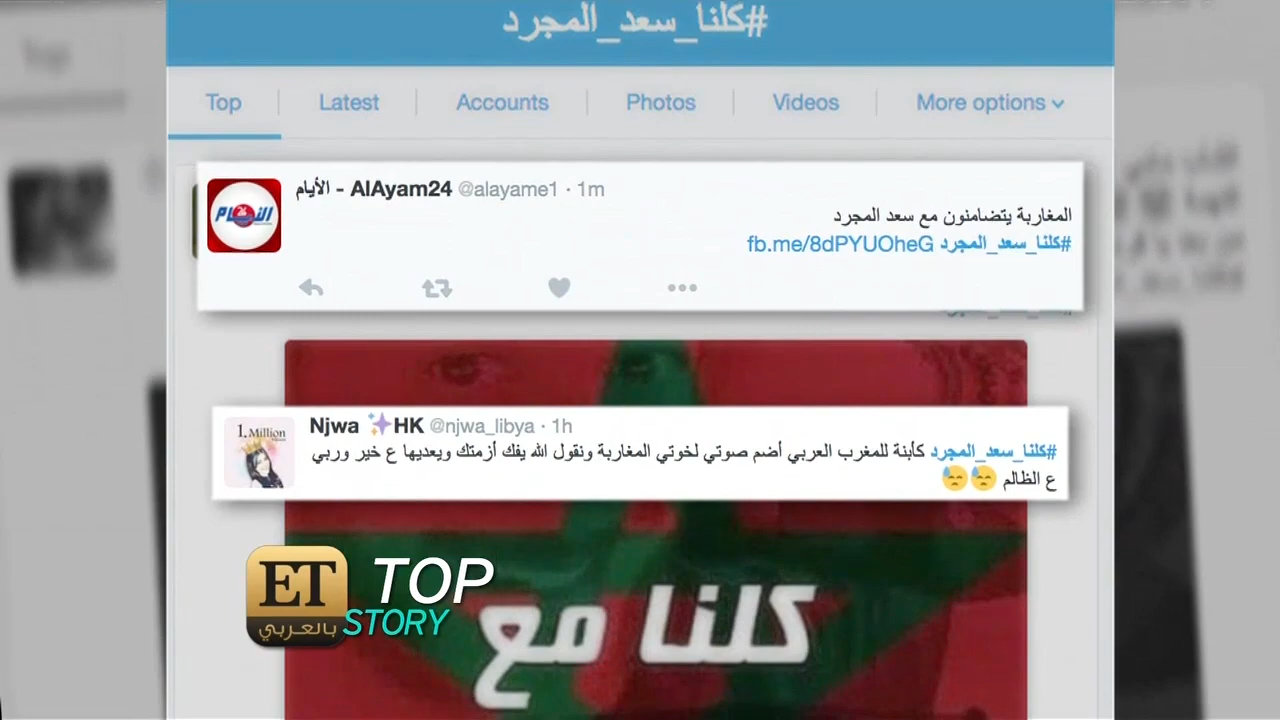 #كلنا_سعد_المجرد
Top Latest Accounts Photos Videos More options
الأيام - AlAyam24 @alayame1 · 1m
المغاربة يتضامنون مع سعد المجرد
#كلنا_سعد_المجرد fb.me/8dPYUOheG
Njwa HK @njwa_libya · 1h
1 Million
#كلنا_سعد_المجرد كأبنة للمغرب العربي أضم صوتي لخوتي المغاربة ونقول الله يفك أزمتك ويعديها ع خير وربي
ع الظالم
ET بالعربي
TOP
STORY
كلنا مع